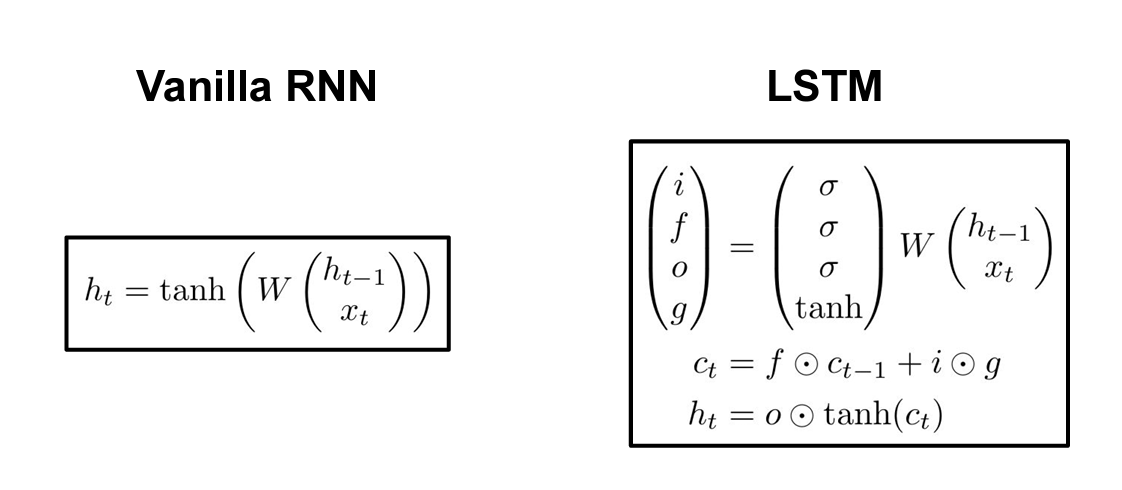 Vanilla RNN
h_t = tanh ( W ( h_{t-1} x_t ) )
LSTM
( i f o g ) = ( σ σ σ tanh ) W ( h_{t-1} x_t )
c_t = f ⊙ c_{t-1} + i ⊙ g
h_t = o ⊙ tanh(c_t)